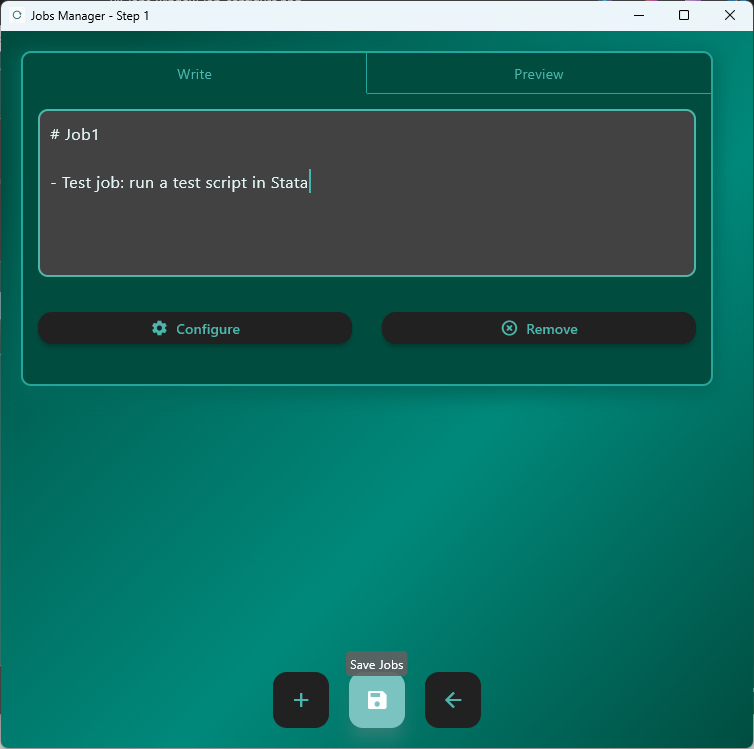 Jobs Manager - Step 1
Write
Preview
# Job1
- Test job: run a test script in Stata
Configure
Remove
Save Jobs